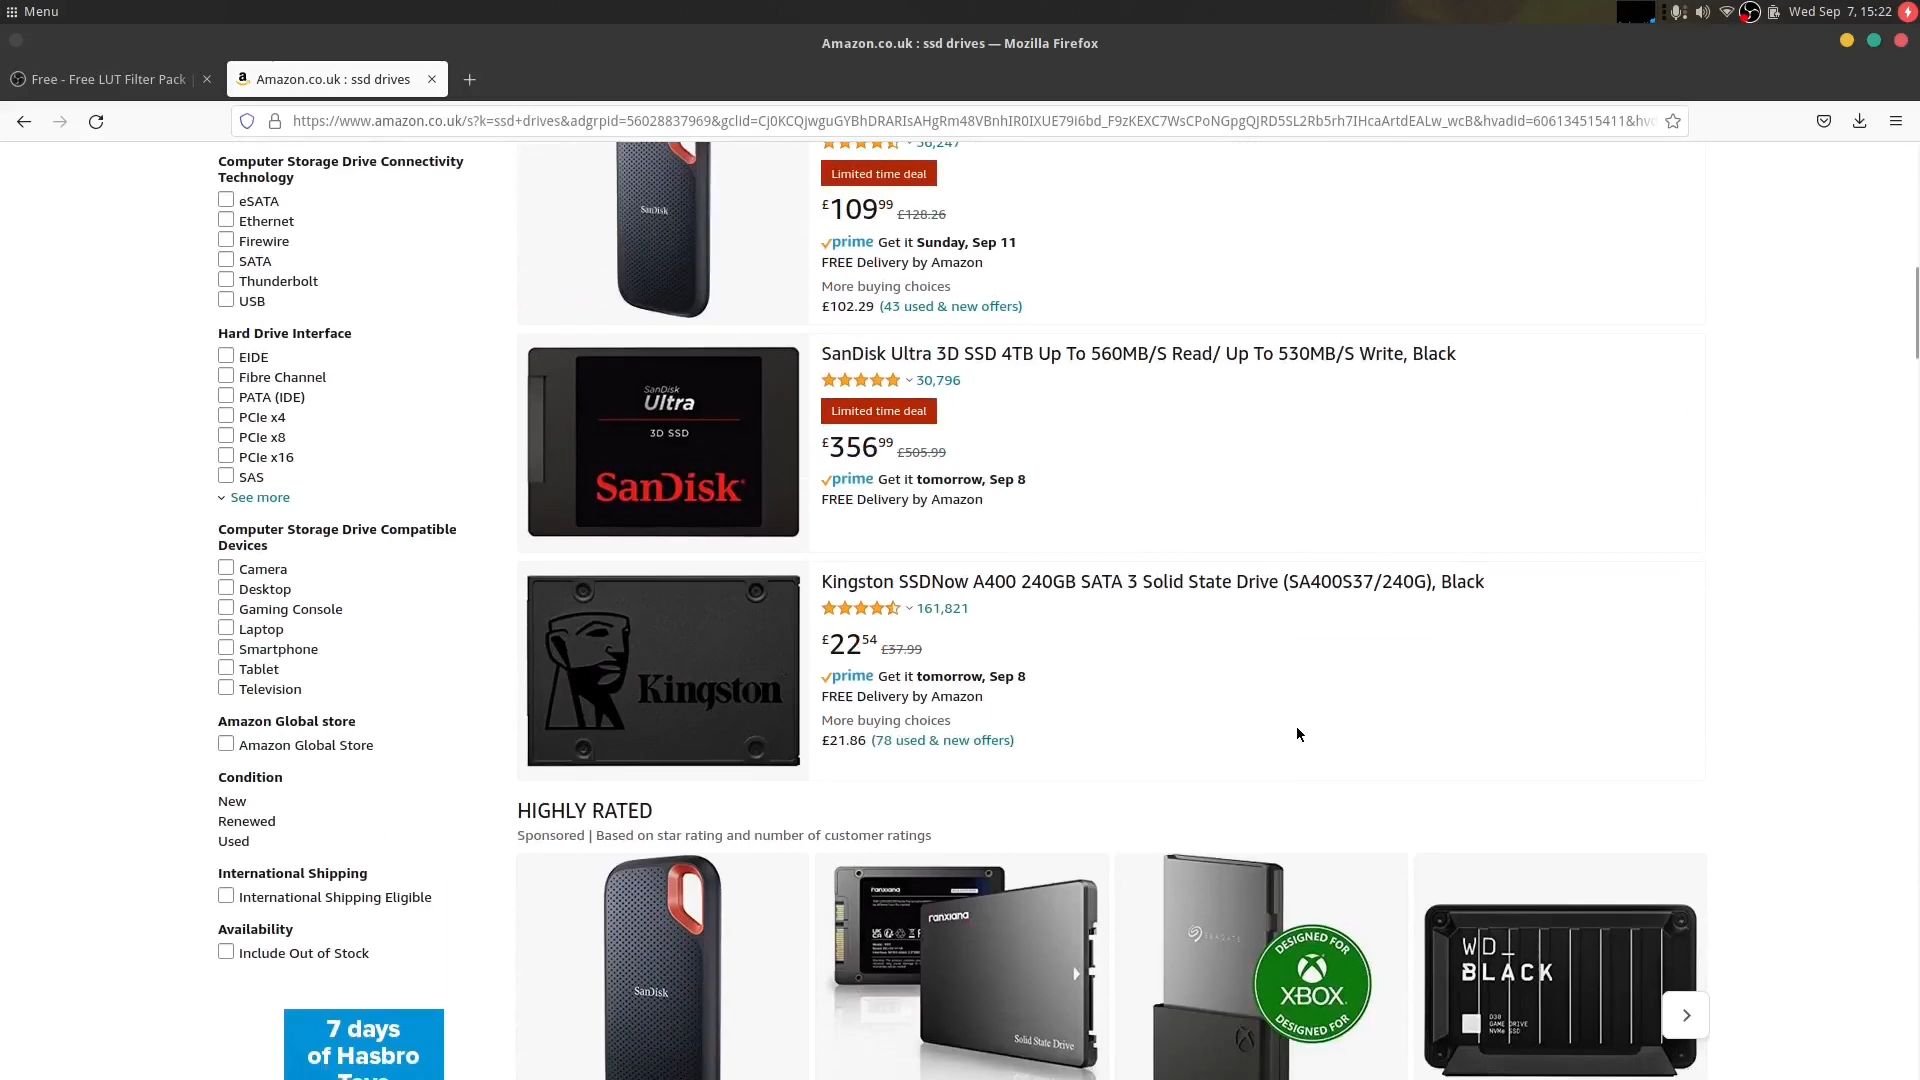 Menu
Wed Sep 7, 15:22
Amazon.co.uk : ssd drives — Mozilla Firefox
Free - Free LUT Filter Pack
Amazon.co.uk : ssd drives
https://www.amazon.co.uk/s?k=ssd+drives&adgrpid=56028837969&gclid=Cj0KCQjwguGYBhDRARIsAHgRm48VBnhIR0IXUE79i6bd_F9zKEXC7WsCPoNGpgQJRD5SL2Rb5rh7IHcaArtdEALw_wcB&hvadid=606134515411&hv
Computer Storage Drive Connectivity
Technology
eSATA
Ethernet
Firewire
SATA
Thunderbolt
USB
Hard Drive Interface
EIDE
Fibre Channel
PATA (IDE)
PCIe x4
PCIe x8
PCIe x16
SAS
See more
Computer Storage Drive Compatible
Devices
Camera
Desktop
Gaming Console
Laptop
Smartphone
Tablet
Television
Amazon Global store
Amazon Global Store
Condition
New
Renewed
Used
International Shipping
International Shipping Eligible
Availability
Include Out of Stock
7 days
of Hasbro
Toys
SanDisk
56,247
Limited time deal
£109.99 £128.26
prime Get it Sunday, Sep 11
FREE Delivery by Amazon
More buying choices
£102.29 (43 used & new offers)
SanDisk
Ultra
3D SSD
SanDisk
SanDisk Ultra 3D SSD 4TB Up To 560MB/S Read/ Up To 530MB/S Write, Black
30,796
Limited time deal
£356.99 £505.99
prime Get it tomorrow, Sep 8
FREE Delivery by Amazon
Kingston
Kingston SSDNow A400 240GB SATA 3 Solid State Drive (SA400S37/240G), Black
161,821
£22.54 £37.99
prime Get it tomorrow, Sep 8
FREE Delivery by Amazon
More buying choices
£21.86 (78 used & new offers)
HIGHLY RATED
Sponsored | Based on star rating and number of customer ratings
SanDisk
ranxiana
ranxiana
Solid State Drive
SEAGATE
DESIGNED FOR
XBOX
DESIGNED FOR
WD_
BLACK
D30
GAME DRIVE
NVMe SSD